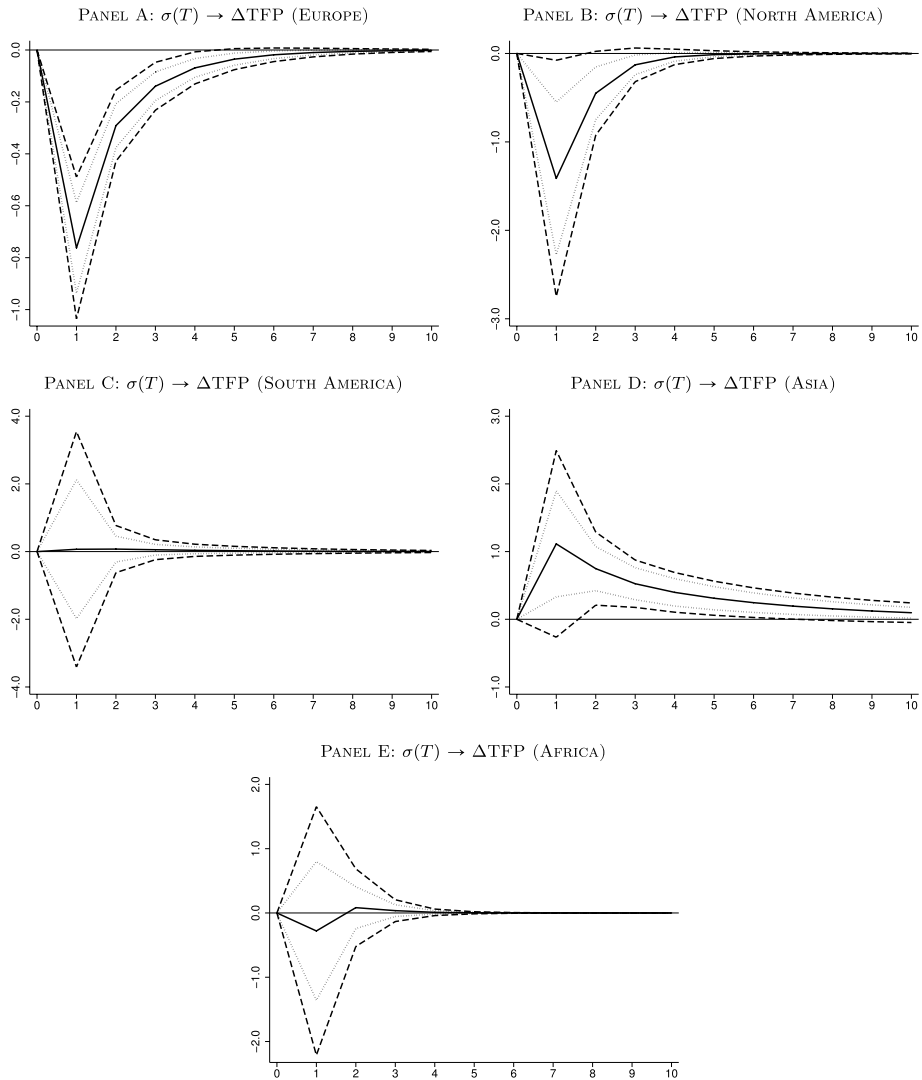 PANEL A: σ(T) → ΔTFP (EUROPE)
0.0
−0.2
−0.4
−0.6
−0.8
−1.0
0 1 2 3 4 5 6 7 8 9 10
PANEL B: σ(T) → ΔTFP (NORTH AMERICA)
0.0
−1.0
−2.0
−3.0
0 1 2 3 4 5 6 7 8 9 10
PANEL C: σ(T) → ΔTFP (SOUTH AMERICA)
4.0
2.0
0.0
−2.0
−4.0
0 1 2 3 4 5 6 7 8 9 10
PANEL D: σ(T) → ΔTFP (ASIA)
3.0
2.0
1.0
0.0
−1.0
0 1 2 3 4 5 6 7 8 9 10
PANEL E: σ(T) → ΔTFP (AFRICA)
2.0
1.0
0.0
−1.0
−2.0
0 1 2 3 4 5 6 7 8 9 10